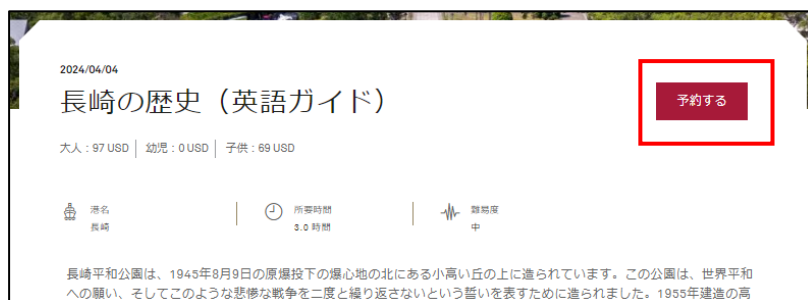 2024/04/04
長崎の歴史（英語ガイド）
予約する
大人：97 USD │ 幼児：0 USD │ 子供：69 USD
港名
長崎
所要時間
3.0 時間
難易度
中
長崎平和公園は、1945年8月9日の原爆投下の爆心地の北にある小高い丘の上に造られています。この公園は、世界平和
への願い、そしてこのような悲惨な戦争を二度と繰り返さないという誓いを表すために造られました。1955年建造の高